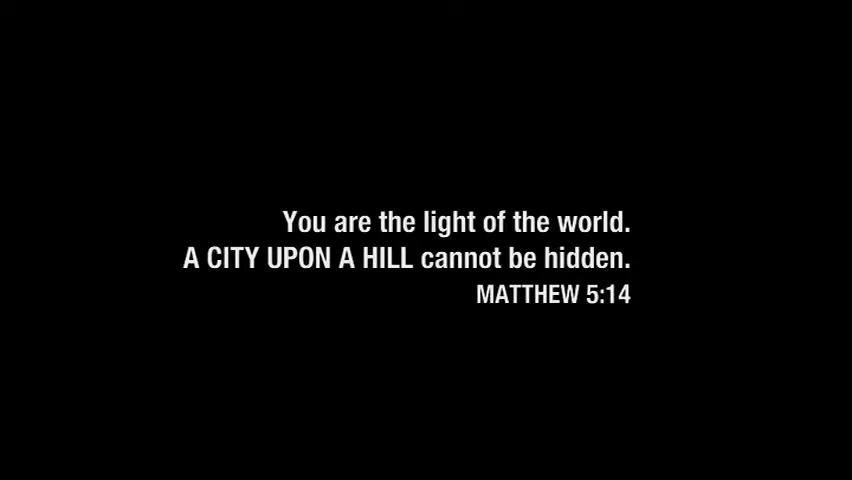 You are the light of the world.
A CITY UPON A HILL cannot be hidden.
MATTHEW 5:14